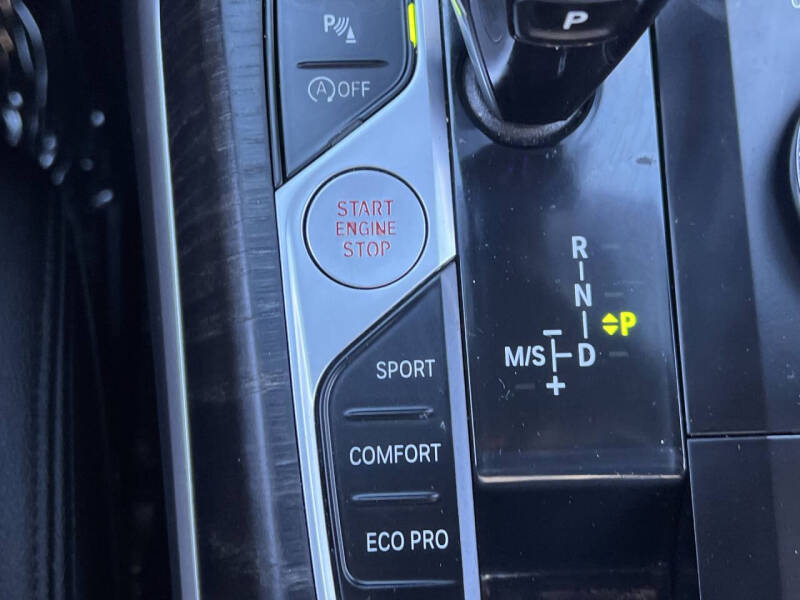 P
P
A OFF
START
ENGINE
STOP
R
N
P
M/S D
− +
SPORT
COMFORT
ECO PRO